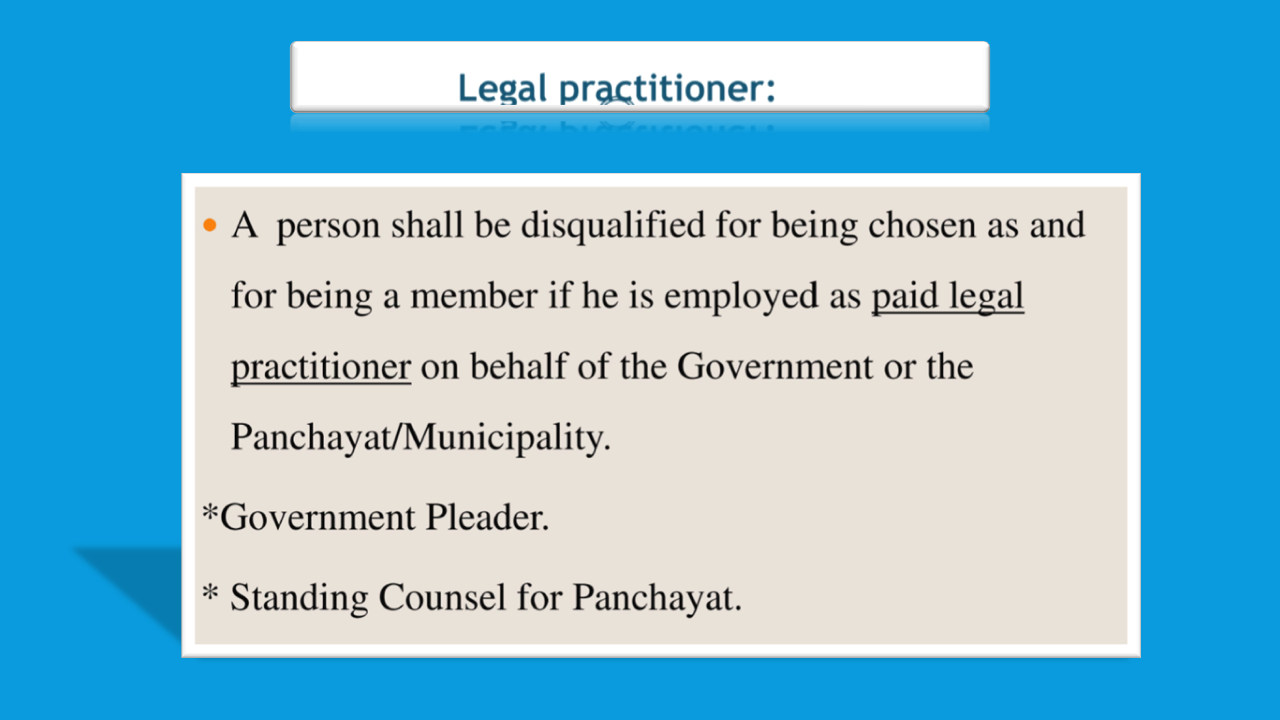 Legal practitioner:
A person shall be disqualified for being chosen as and
for being a member if he is employed as paid legal
practitioner on behalf of the Government or the
Panchayat/Municipality.
*Government Pleader.
* Standing Counsel for Panchayat.